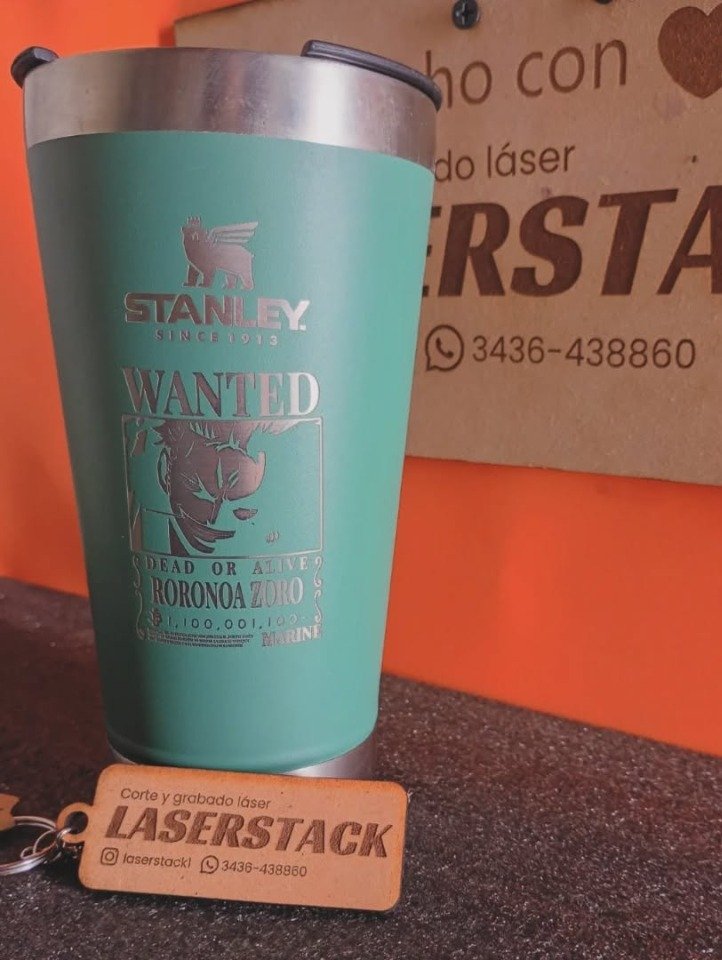 ho con
do láser
ERSTA
3436-438860
STANLEY
SINCE 1913
WANTED
DEAD OR ALIVE
RORONOA ZORO
1,100,001,100-
MARINE
Corte y grabado láser
LASERSTACK
laserstack1 3436-438860